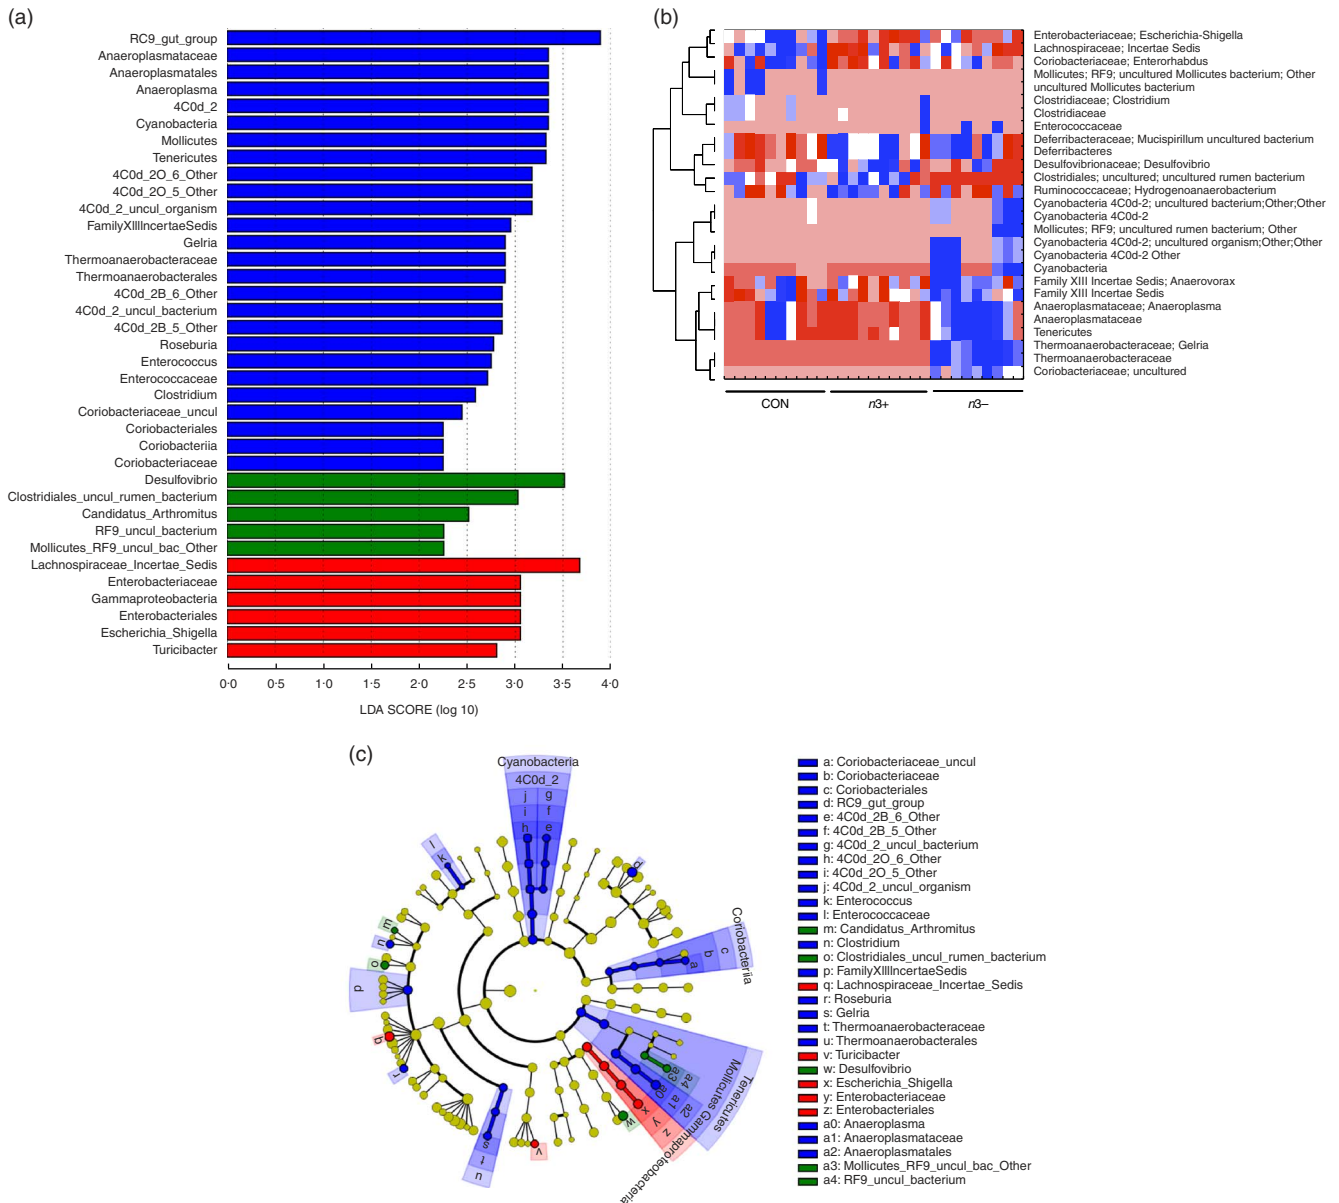 (a)
RC9_gut_group
Anaeroplasmataceae
Anaeroplasmatales
Anaeroplasma
4C0d_2
Cyanobacteria
Mollicutes
Tenericutes
4C0d_2O_6_Other
4C0d_2O_5_Other
4C0d_2_uncul_organism
FamilyXIIIIncertaeSedis
Gelria
Thermoanaerobacteraceae
Thermoanaerobacterales
4C0d_2B_6_Other
4C0d_2_uncul_bacterium
4C0d_2B_5_Other
Roseburia
Enterococcus
Enterococcaceae
Clostridium
Coriobacteriaceae_uncul
Coriobacteriales
Coriobacteriia
Coriobacteriaceae
Desulfovibrio
Clostridiales_uncul_rumen_bacterium
Candidatus_Arthromitus
RF9_uncul_bacterium
Mollicutes_RF9_uncul_bac_Other
Lachnospiraceae_Incertae_Sedis
Enterobacteriaceae
Gammaproteobacteria
Enterobacteriales
Escherichia_Shigella
Turicibacter
0·0 0·5 1·0 1·5 2·0 2·5 3·0 3·5 4·0
LDA SCORE (log 10)
(b)
Enterobacteriaceae; Escherichia-Shigella
Lachnospiraceae; Incertae Sedis
Coriobacteriaceae; Enterorhabdus
Mollicutes; RF9; uncultured Mollicutes bacterium; Other
uncultured Mollicutes bacterium
Clostridiaceae; Clostridium
Clostridiaceae
Enterococcaceae
Deferribacteraceae; Mucispirillum uncultured bacterium
Deferribacteres
Desulfovibrionaceae; Desulfovibrio
Clostridiales; uncultured; uncultured rumen bacterium
Ruminococcaceae; Hydrogenoanaerobacterium
Cyanobacteria 4C0d-2; uncultured bacterium;Other;Other
Cyanobacteria 4C0d-2
Mollicutes; RF9; uncultured rumen bacterium; Other
Cyanobacteria 4C0d-2; uncultured organism;Other;Other
Cyanobacteria 4C0d-2 Other
Cyanobacteria
Family XIII Incertae Sedis; Anaerovorax
Family XIII Incertae Sedis
Anaeroplasmataceae; Anaeroplasma
Anaeroplasmataceae
Tenericutes
Thermoanaerobacteraceae; Gelria
Thermoanaerobacteraceae
Coriobacteriaceae; uncultured
CON n3+ n3–
(c)
Cyanobacteria
4C0d_2
j g
i f
h e
l
k
d
m
n
o
p
q
r
s
t
u
v
w
x
y
z
a
b
c
Coriobacteriia
a0
a1
a2
a3
a4
Tenericutes
Mollicutes
Gammaproteobacteria
a: Coriobacteriaceae_uncul
b: Coriobacteriaceae
c: Coriobacteriales
d: RC9_gut_group
e: 4C0d_2B_6_Other
f: 4C0d_2B_5_Other
g: 4C0d_2_uncul_bacterium
h: 4C0d_2O_6_Other
i: 4C0d_2O_5_Other
j: 4C0d_2_uncul_organism
k: Enterococcus
l: Enterococcaceae
m: Candidatus_Arthromitus
n: Clostridium
o: Clostridiales_uncul_rumen_bacterium
p: FamilyXIIIIncertaeSedis
q: Lachnospiraceae_Incertae_Sedis
r: Roseburia
s: Gelria
t: Thermoanaerobacteraceae
u: Thermoanaerobacterales
v: Turicibacter
w: Desulfovibrio
x: Escherichia_Shigella
y: Enterobacteriaceae
z: Enterobacteriales
a0: Anaeroplasma
a1: Anaeroplasmataceae
a2: Anaeroplasmatales
a3: Mollicutes_RF9_uncul_bac_Other
a4: RF9_uncul_bacterium